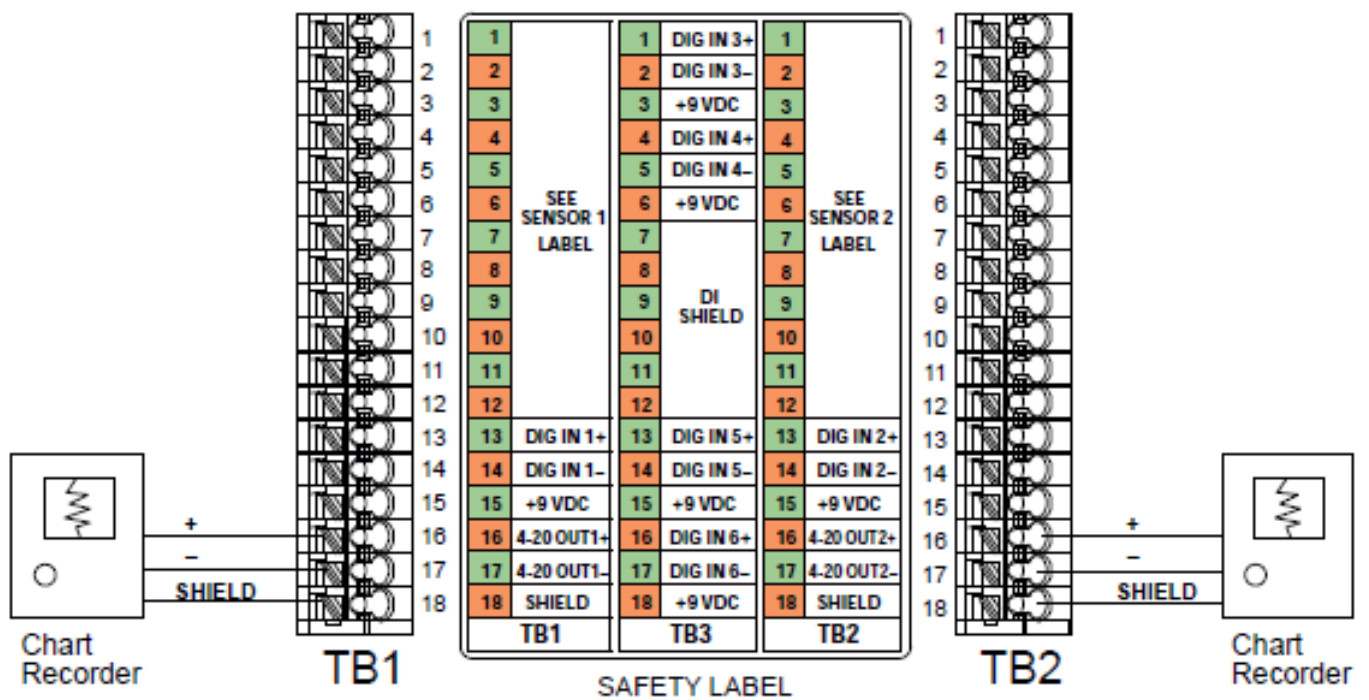 1 1 1 DIG IN 3+ 1 1
2 2 2 DIG IN 3– 2 2
3 3 3 +9 VDC 3 3
4 4 4 DIG IN 4+ 4 4
5 5 5 DIG IN 4– 5 5
6 6 SEE 6 +9 VDC 6 SEE 6
SENSOR 1 SENSOR 2
7 7 LABEL 7 7 LABEL 7
8 8 8 8 8
9 9 9 DI 9 9
SHIELD
10 10 10 10 10
11 11 11 11 11
12 12 12 12 12
13 13 DIG IN 1+ 13 DIG IN 5+ 13 DIG IN 2+ 13
14 14 DIG IN 1– 14 DIG IN 5– 14 DIG IN 2– 14
15 15 +9 VDC 15 +9 VDC 15 +9 VDC 15
+ 16 16 4-20 OUT1+ 16 DIG IN 6+ 16 4-20 OUT2+ 16 +
– 17 17 4-20 OUT1– 17 DIG IN 6– 17 4-20 OUT2– 17 –
SHIELD 18 18 SHIELD 18 +9 VDC 18 SHIELD 18 SHIELD
TB1 TB3 TB2
Chart
Recorder
TB1
SAFETY LABEL
TB2
Chart
Recorder